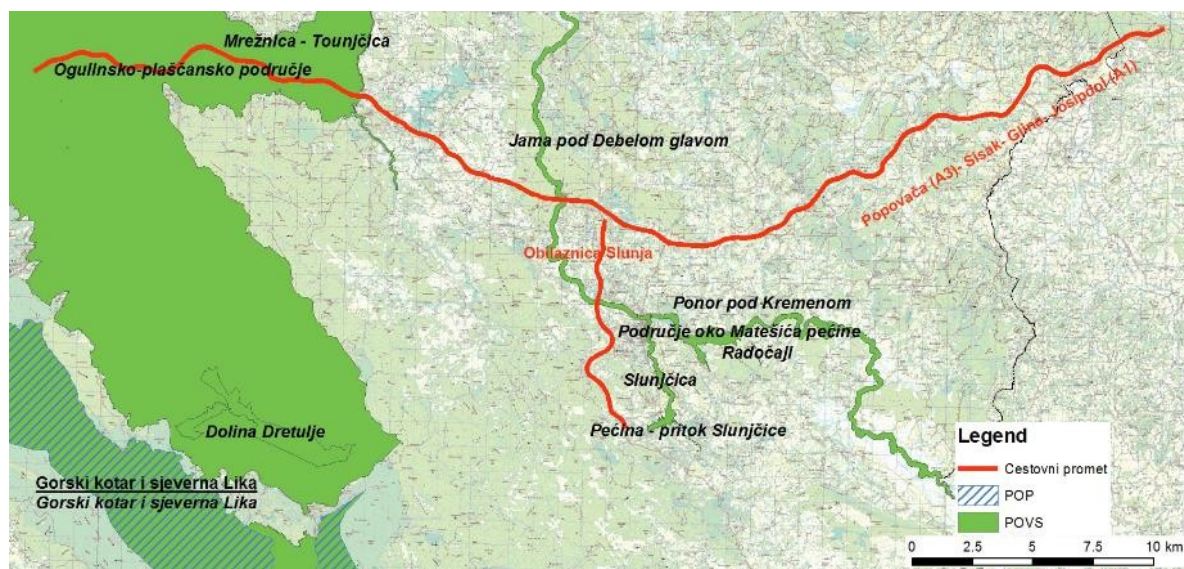 Mrežnica - Tounjčica
Ogulinsko-plaščansko područje
Jama pod Debelom glavom
Popovača (A3)- Sisak- Glina- Josipdol (A1)
Obilaznica Slunja
Ponor pod Kremenom
Područje oko Matešića pećine
Radočaji
Slunjčica
Pećina - pritok Slunjčice
Dolina Dretulje
Gorski kotar i sjeverna Lika
Gorski kotar i sjeverna Lika
Legend
Cestovni promet
POP
POVS
0 2.5 5 7.5 10 km